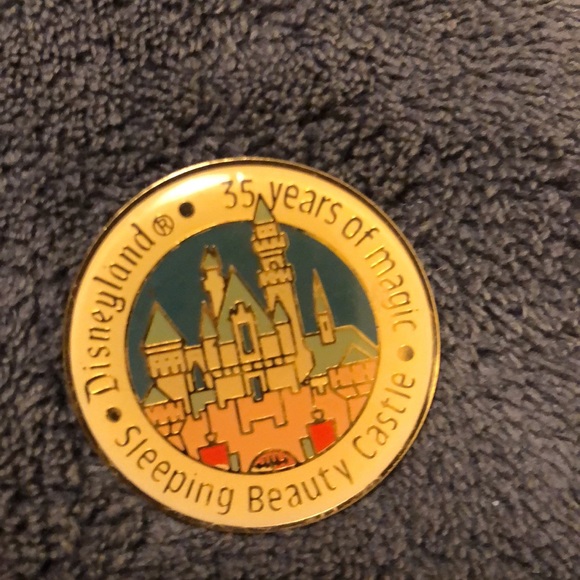 Disneyland®
35 years of magic
Sleeping Beauty Castle